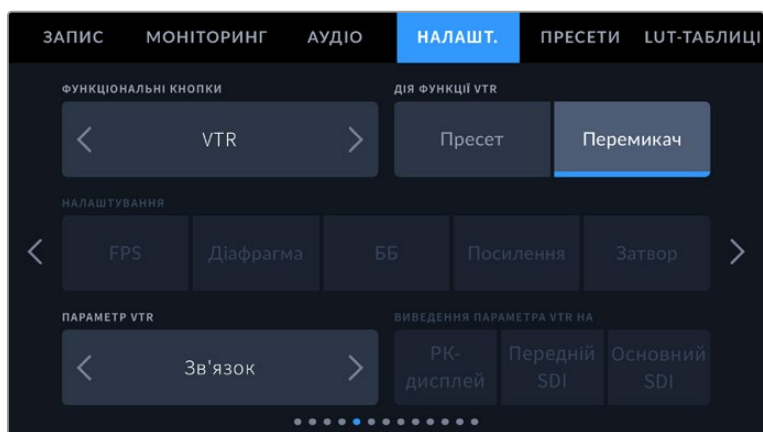 ЗАПИС МОНІТОРИНГ АУДІО НАЛАШТ. ПРЕСЕТИ LUT-ТАБЛИЦІ
ФУНКЦІОНАЛЬНІ КНОПКИ ДІЯ ФУНКЦІЇ VTR
VTR Пресет Перемикач
НАЛАШТУВАННЯ
FPS Діафрагма ББ Посилення Затвор
ПАРАМЕТР VTR ВИВЕДЕННЯ ПАРАМЕТРА VTR НА
Зв'язок РК-дисплей Передній SDI Основний SDI